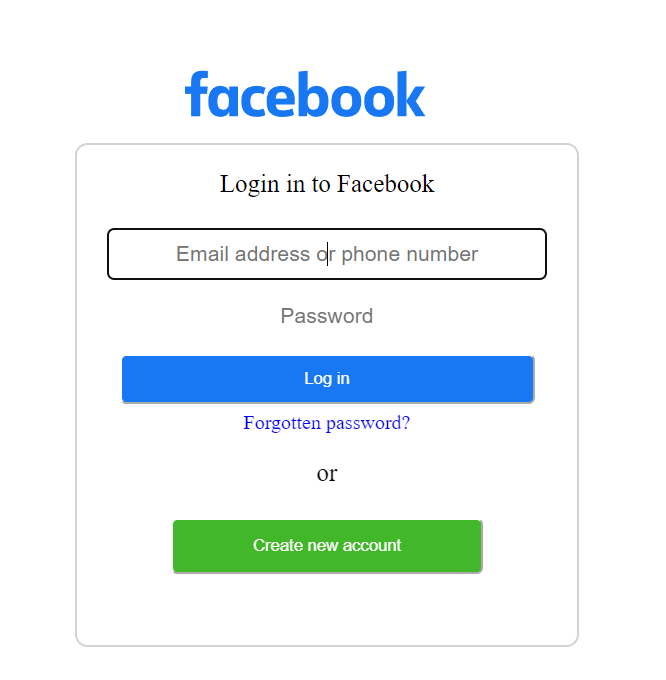 facebook
Login in to Facebook
Email address or phone number
Password
Log in
Forgotten password?
or
Create new account